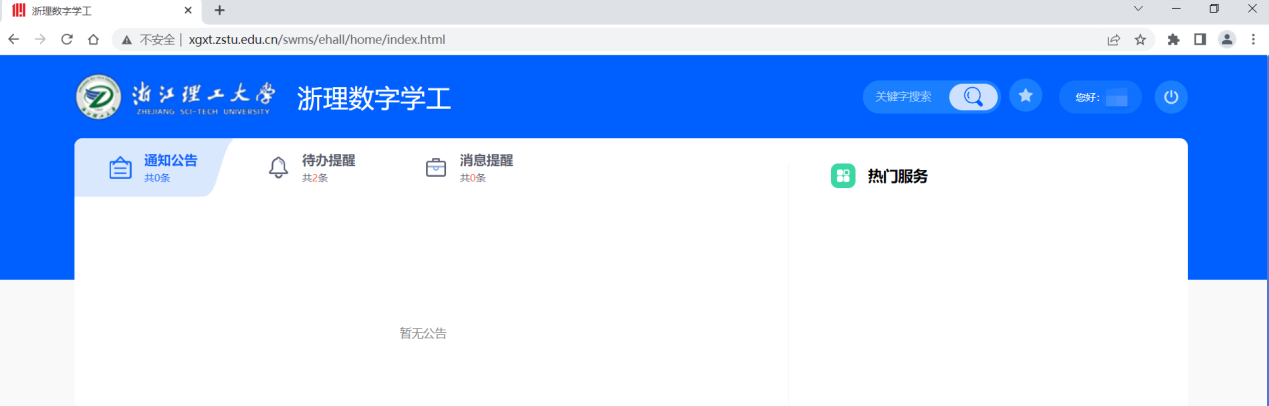 浙理数字学工
不安全 | xgxt.zstu.edu.cn/swms/ehall/home/index.html
浙江理工大学
ZHEJIANG SCI-TECH UNIVERSITY
浙理数字学工
关键字搜索
您好：
通知公告
共0条
待办提醒
共2条
消息提醒
共0条
热门服务
暂无公告